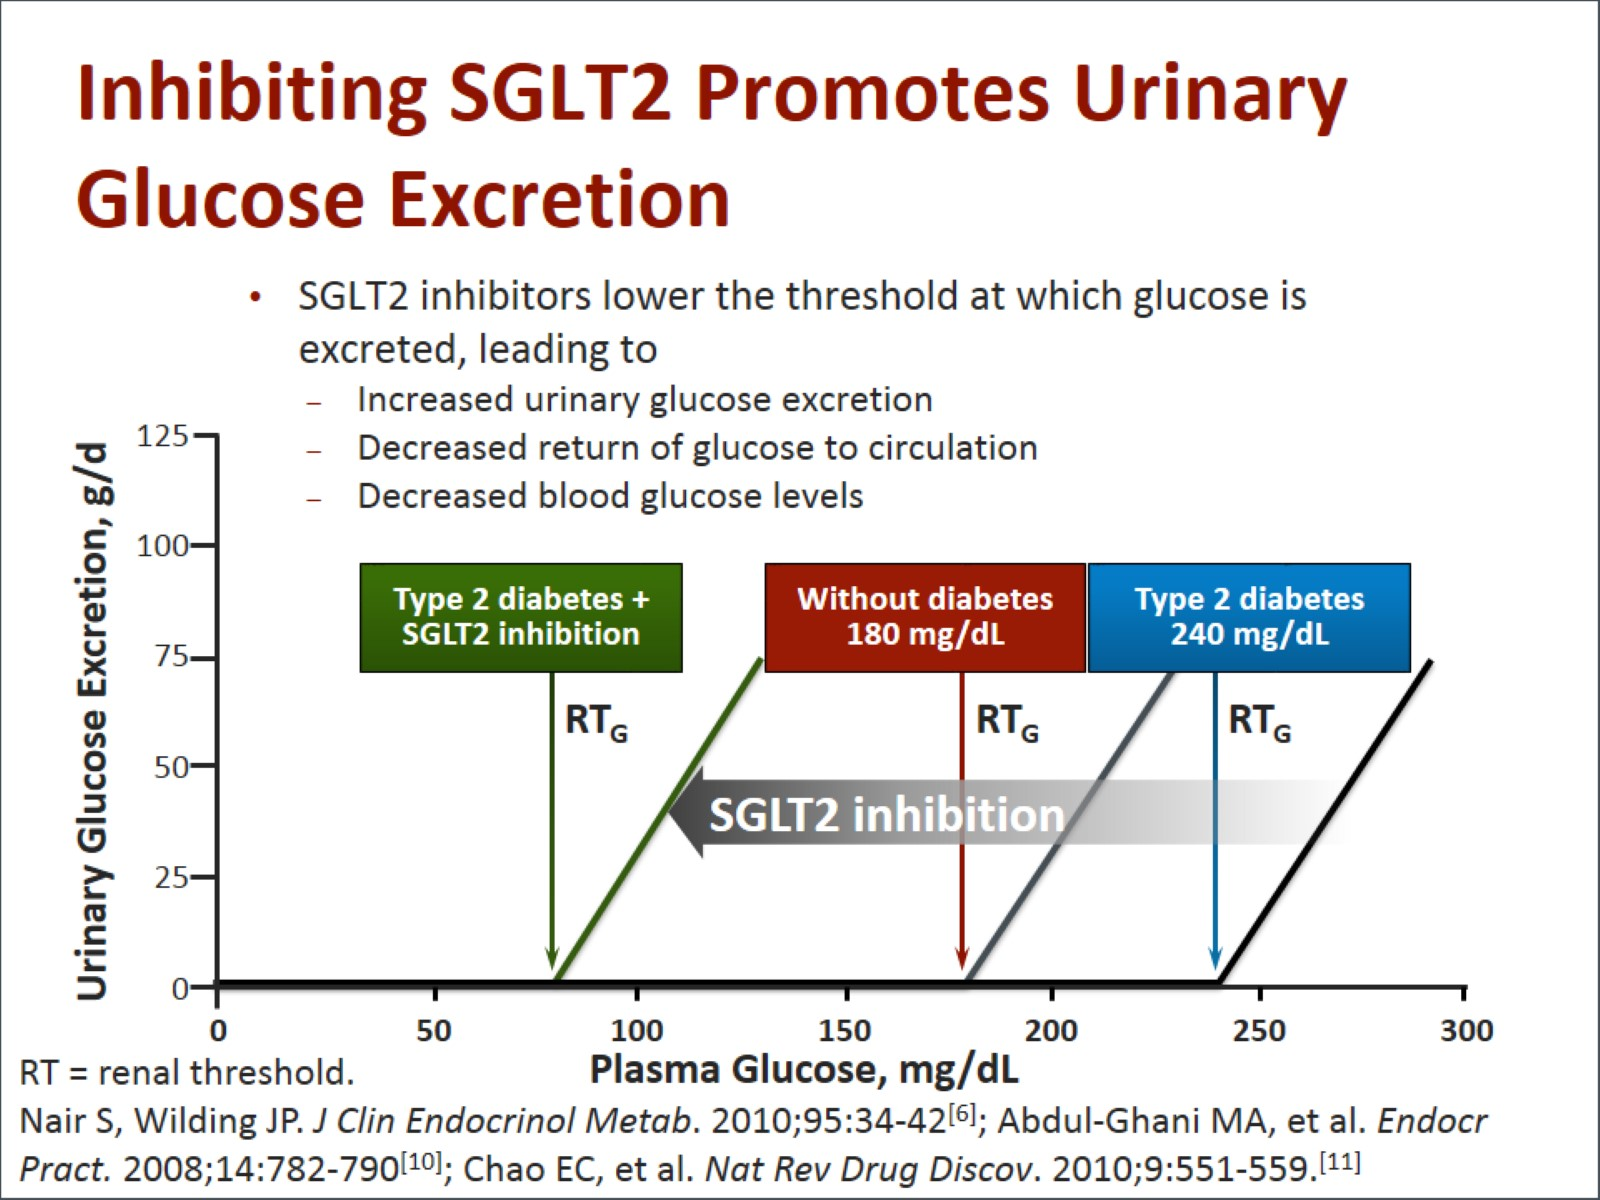 Inhibiting SGLT2 Promotes Urinary
Glucose Excretion
• SGLT2 inhibitors lower the threshold at which glucose is
excreted, leading to
– Increased urinary glucose excretion
– Decreased return of glucose to circulation
– Decreased blood glucose levels
Urinary Glucose Excretion, g/d
125
100
75
50
25
0
Type 2 diabetes +
SGLT2 inhibition
Without diabetes
180 mg/dL
Type 2 diabetes
240 mg/dL
RTG
RTG
RTG
SGLT2 inhibition
0 50 100 150 200 250 300
Plasma Glucose, mg/dL
RT = renal threshold.
Nair S, Wilding JP. J Clin Endocrinol Metab. 2010;95:34-42[6]; Abdul-Ghani MA, et al. Endocr
Pract. 2008;14:782-790[10]; Chao EC, et al. Nat Rev Drug Discov. 2010;9:551-559.[11]